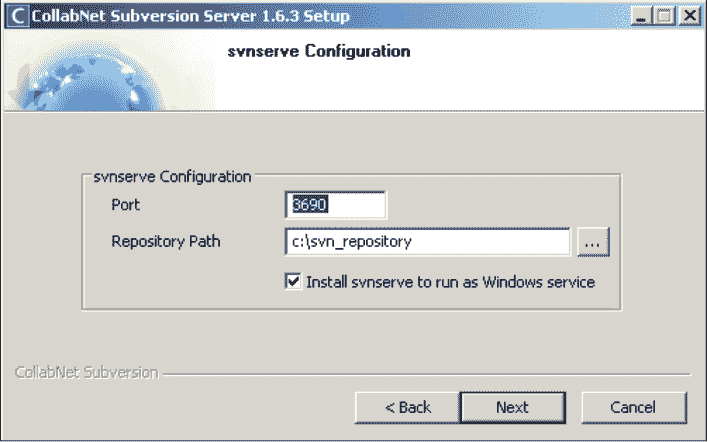 CollabNet Subversion Server 1.6.3 Setup
svnserve Configuration
svnserve Configuration
Port
3690
Repository Path
c:\svn_repository
...
Install svnserve to run as Windows service
CollabNet Subversion
< Back
Next
Cancel